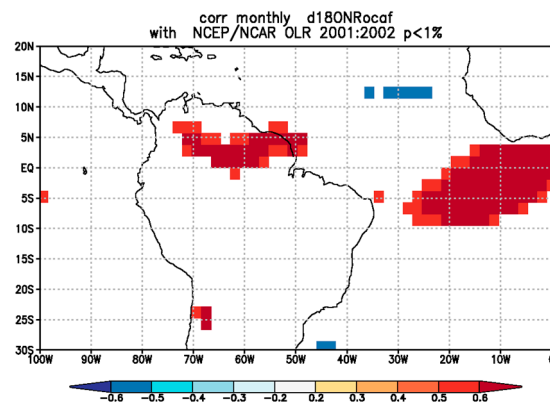 corr monthly d18ONRocaf
with NCEP/NCAR OLR 2001:2002 p<1%
20N
15N
10N
5N
EQ
5S
10S
15S
20S
25S
30S
100W 90W 80W 70W 60W 50W 40W 30W 20W 10W 0
-0.6 -0.5 -0.4 -0.3 -0.2 0.2 0.3 0.4 0.5 0.6